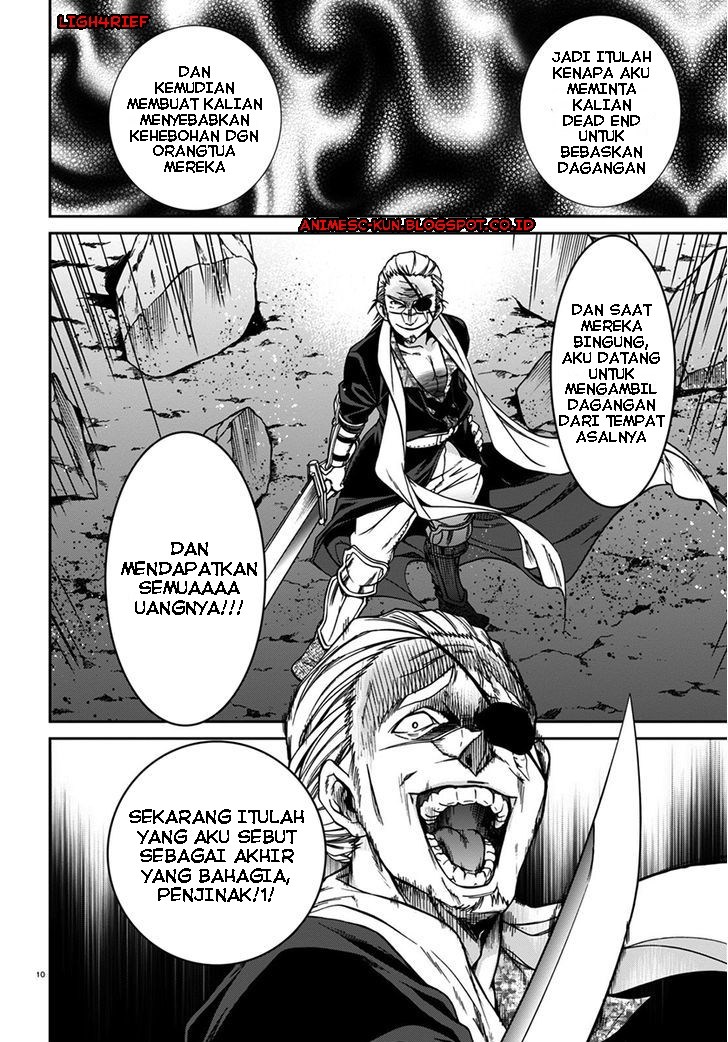 LIGH4RIEF
JADI ITULAH
KENAPA AKU
MEMINTA
KALIAN
DEAD END
UNTUK
BEBASKAN
DAGANGAN
DAN
KEMUDIAN
MEMBUAT KALIAN
MENYEBABKAN
KEHEBOHAN DGN
ORANGTUA
MEREKA
ANIMESC-KUN.BLOGSPOT.CO.ID
DAN SAAT
MEREKA
BINGUNG,
AKU DATANG
UNTUK
MENGAMBIL
DAGANGAN
DARI TEMPAT
ASALNYA
DAN
MENDAPATKAN
SEMUAAAA
UANGNYA!!!
SEKARANG ITULAH
YANG AKU SEBUT
SEBAGAI AKHIR
YANG BAHAGIA,
PENJINAK!1!
10